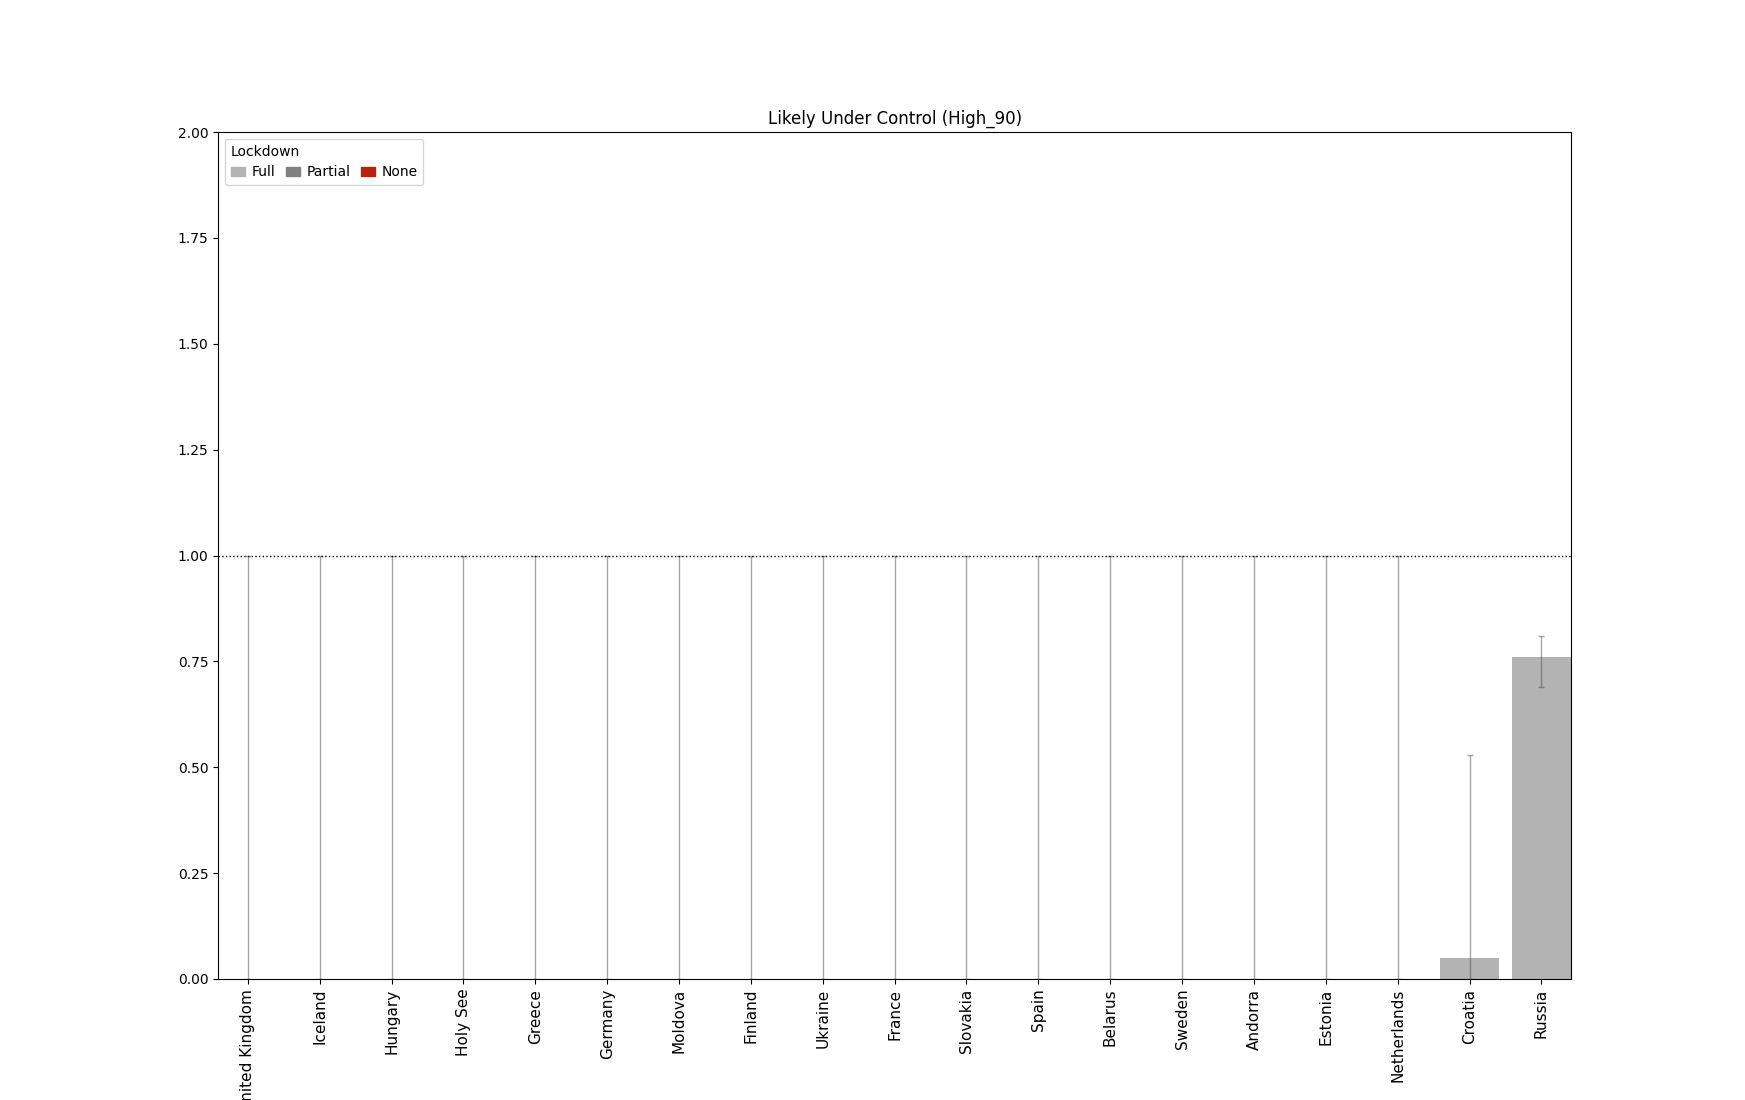 Likely Under Control (High_90)
Lockdown
Full Partial None
2.00
1.75
1.50
1.25
1.00
0.75
0.50
0.25
0.00
nited Kingdom
Iceland
Hungary
Holy See
Greece
Germany
Moldova
Finland
Ukraine
France
Slovakia
Spain
Belarus
Sweden
Andorra
Estonia
Netherlands
Croatia
Russia